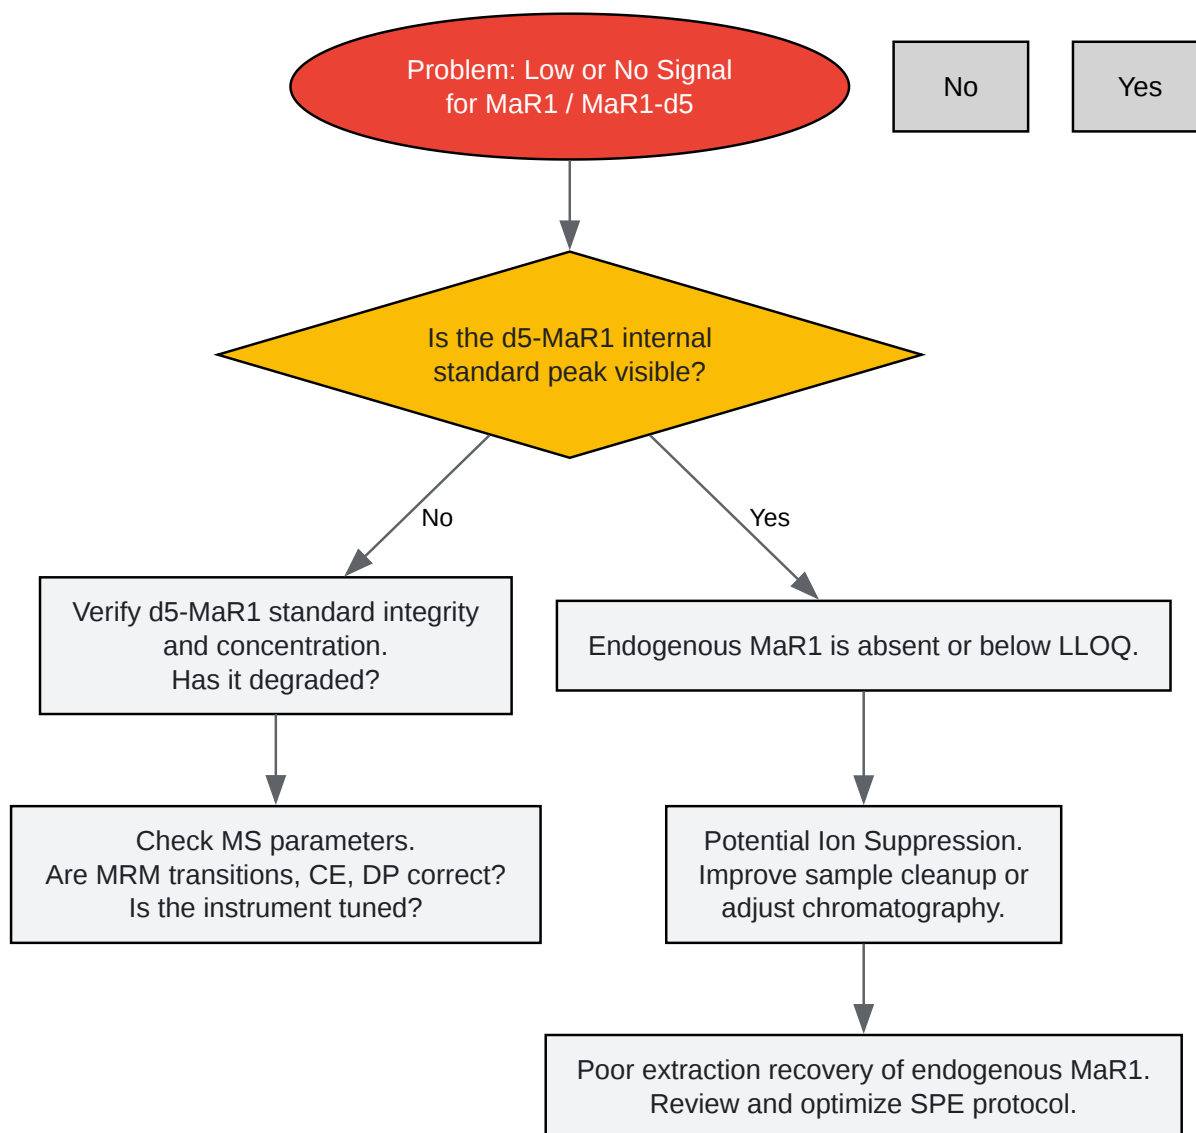 Problem: Low or No Signal
for MaR1 / MaR1-d5
No
Yes
Is the d5-MaR1 internal
standard peak visible?
No
Yes
Verify d5-MaR1 standard integrity
and concentration.
Has it degraded?
Endogenous MaR1 is absent or below LLOQ.
Check MS parameters.
Are MRM transitions, CE, DP correct?
Is the instrument tuned?
Potential Ion Suppression.
Improve sample cleanup or
adjust chromatography.
Poor extraction recovery of endogenous MaR1.
Review and optimize SPE protocol.